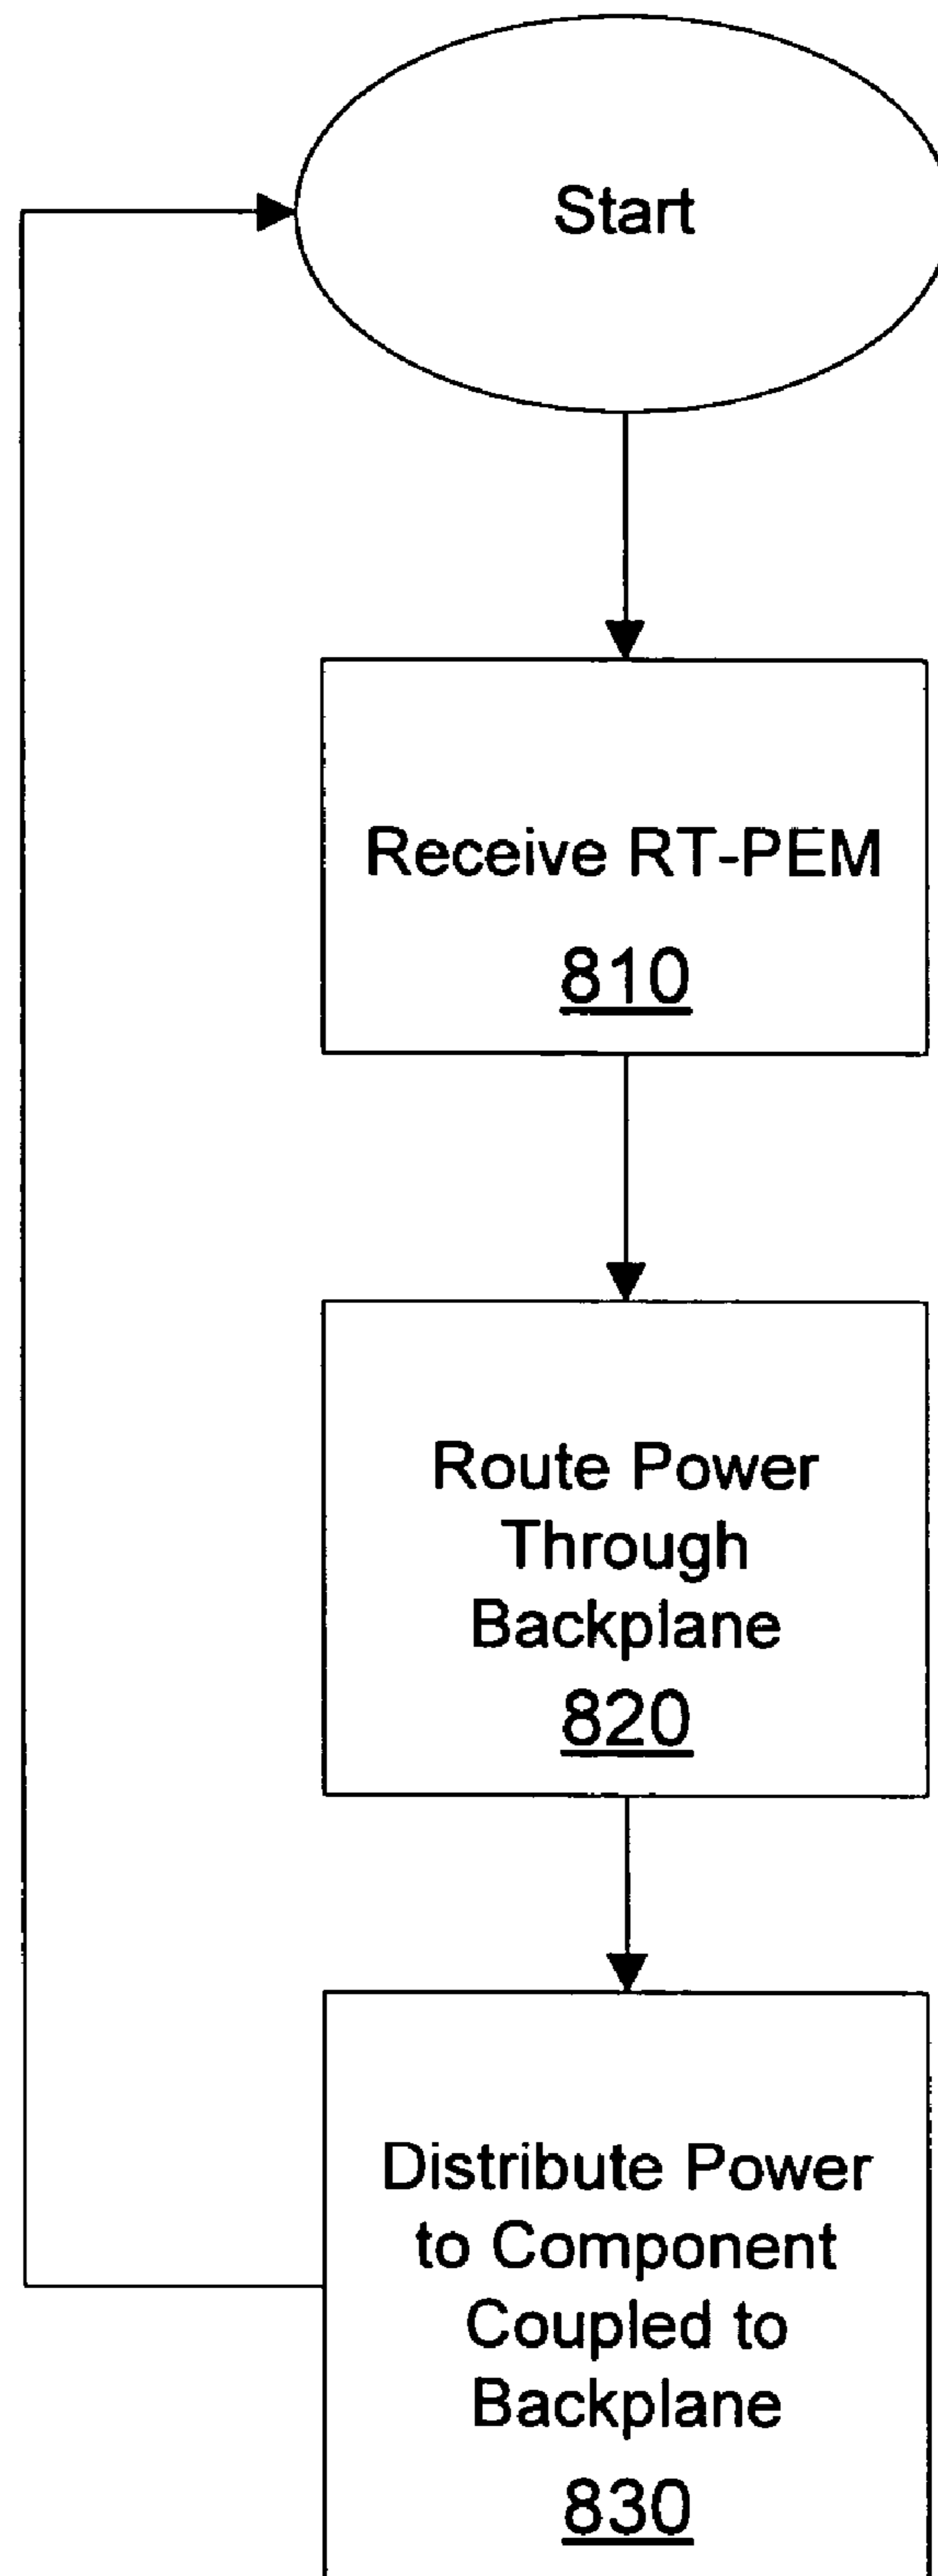 Start
Receive RT-PEM
810
Route Power
Through
Backplane
820
Distribute Power
to Component
Coupled to
Backplane
830